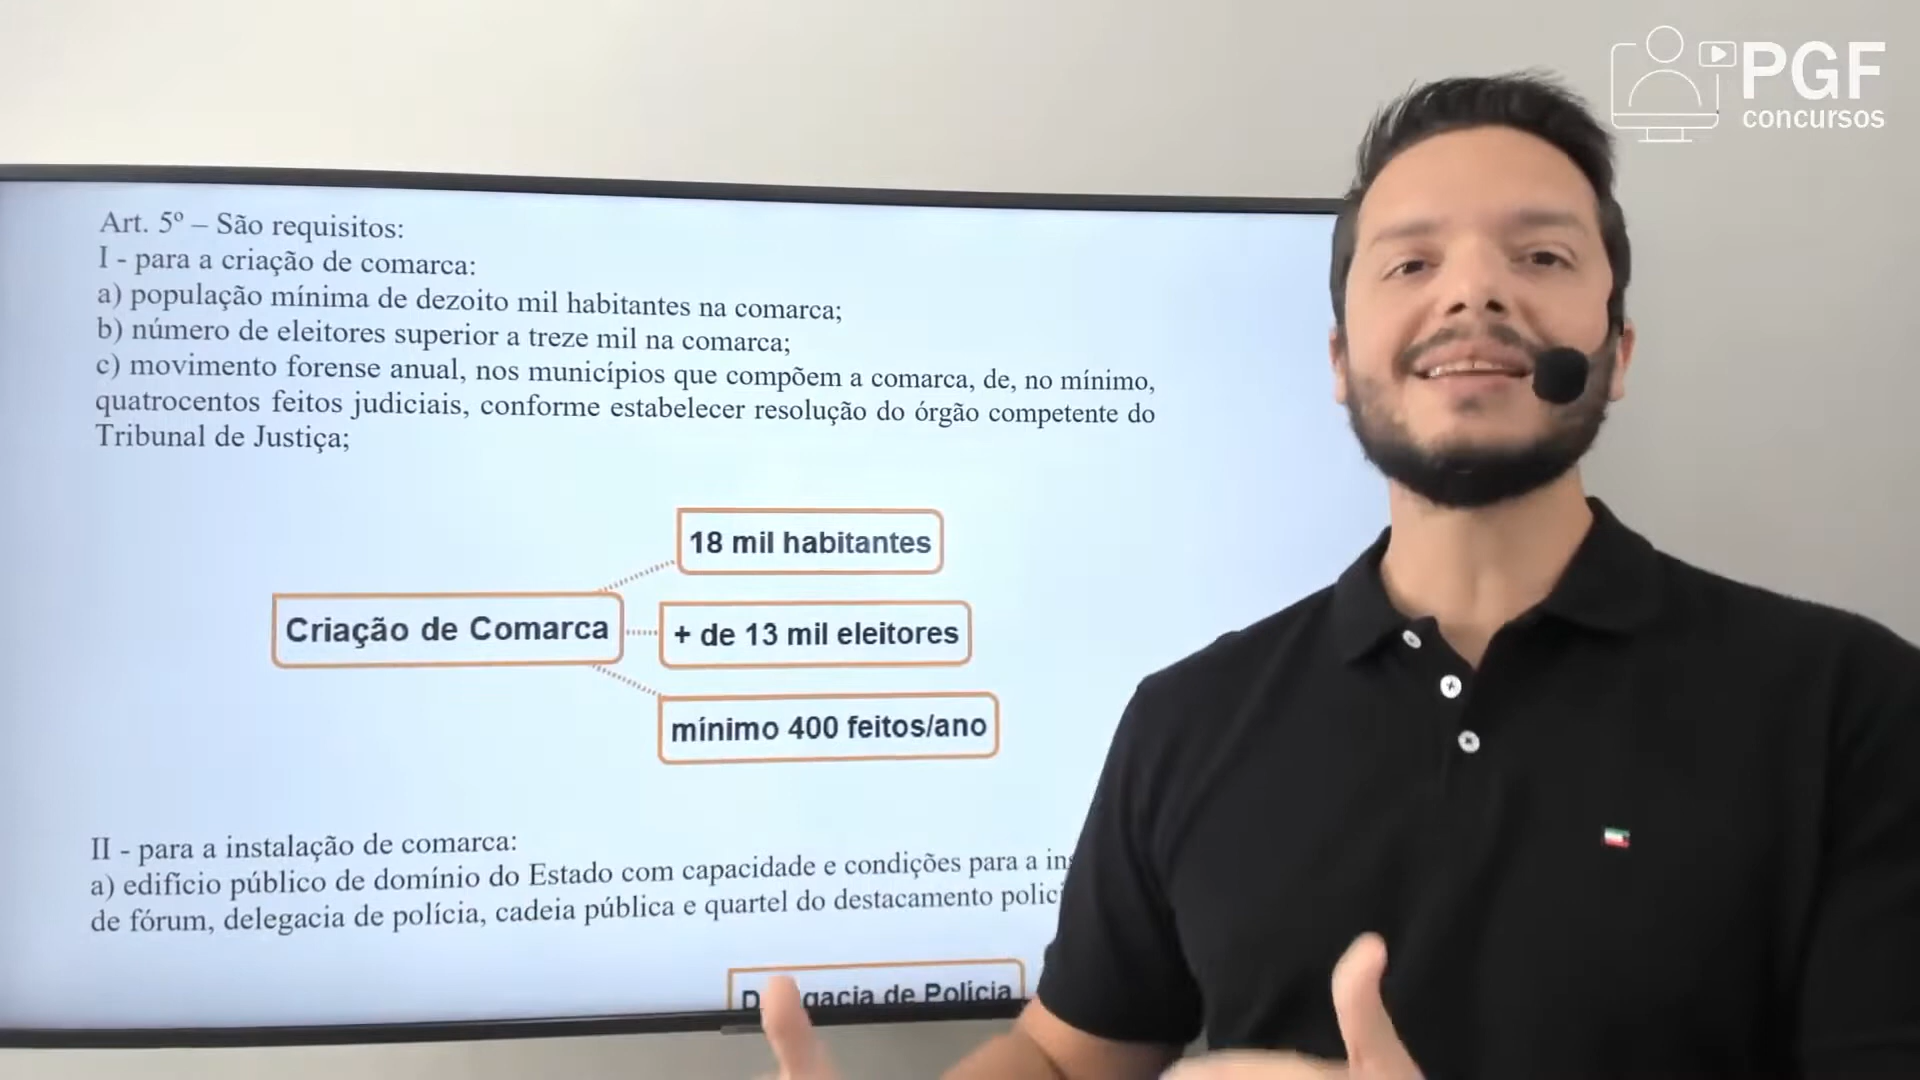 PGF
concursos
Art. 5º – São requisitos:
I - para a criação de comarca:
a) população mínima de dezoito mil habitantes na comarca;
b) número de eleitores superior a treze mil na comarca;
c) movimento forense anual, nos municípios que compõem a comarca, de, no mínimo,
quatrocentos feitos judiciais, conforme estabelecer resolução do órgão competente do
Tribunal de Justiça;
18 mil habitantes
Criação de Comarca
+ de 13 mil eleitores
mínimo 400 feitos/ano
II - para a instalação de comarca:
a) edifício público de domínio do Estado com capacidade e condições para a
de fórum, delegacia de polícia, cadeia pública e quartel do destacamento
de Polícia